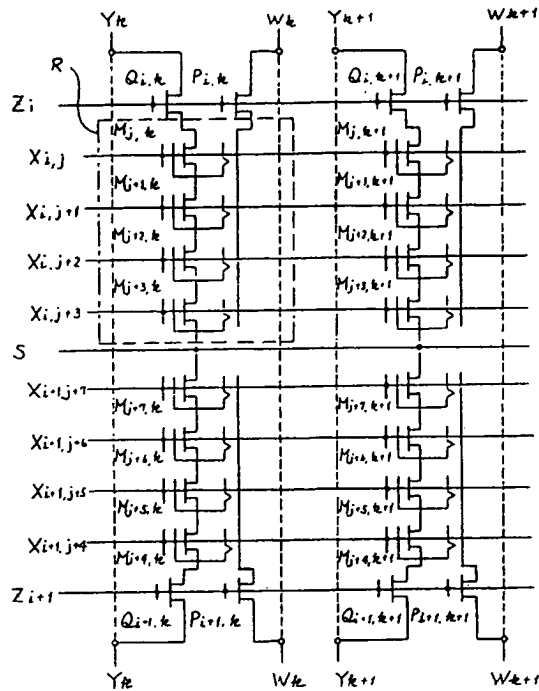 Yk Wk Yk+1 Wk+1
R Qi,k Pi,k Qi,k+1 Pi,k+1
Zi
Mj,k Mj,k+1
Xi,j
Mj+1,k Mj+1,k+1
Xi,j+1
Mj+2,k Mj+2,k+1
Xi,j+2
Mj+3,k Mj+3,k+1
Xi,j+3
S
Xi+1,j+7
Mj+7,k Mj+7,k+1
Xi+1,j+6
Mj+6,k Mj+6,k+1
Xi+1,j+5
Mj+5,k Mj+5,k+1
Xi+1,j+4
Mj+4,k Mj+4,k+1
Zi+1
Qi+1,k Pi+1,k Qi+1,k+1 Pi+1,k+1
Yk Wk Yk+1 Wk+1